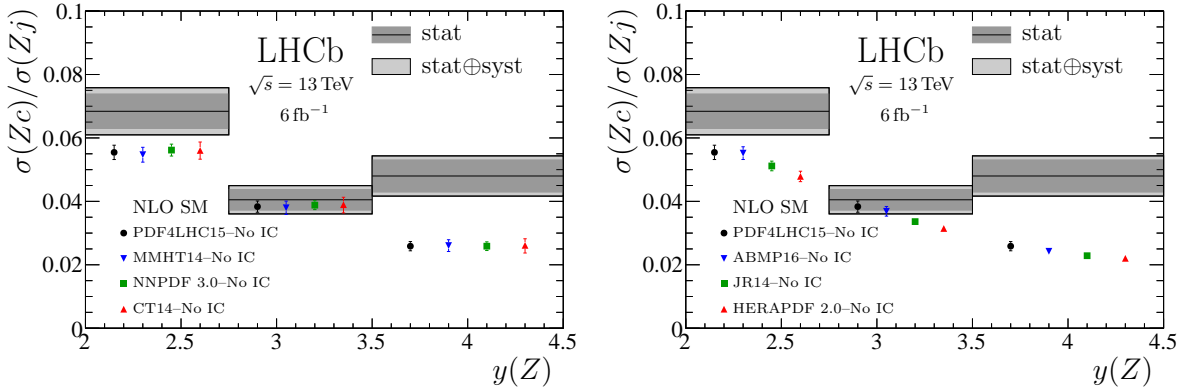 σ(Zc)/σ(Zj)
0.1
0.08
0.06
0.04
0.02
0
LHCb
√s = 13 TeV
6 fb⁻¹
stat
stat⊕syst
NLO SM
PDF4LHC15–No IC
MMHT14–No IC
NNPDF 3.0–No IC
CT14–No IC
2 2.5 3 3.5 4 4.5
y(Z)
σ(Zc)/σ(Zj)
0.1
0.08
0.06
0.04
0.02
0
LHCb
√s = 13 TeV
6 fb⁻¹
stat
stat⊕syst
NLO SM
PDF4LHC15–No IC
ABMP16–No IC
JR14–No IC
HERAPDF 2.0–No IC
2 2.5 3 3.5 4 4.5
y(Z)